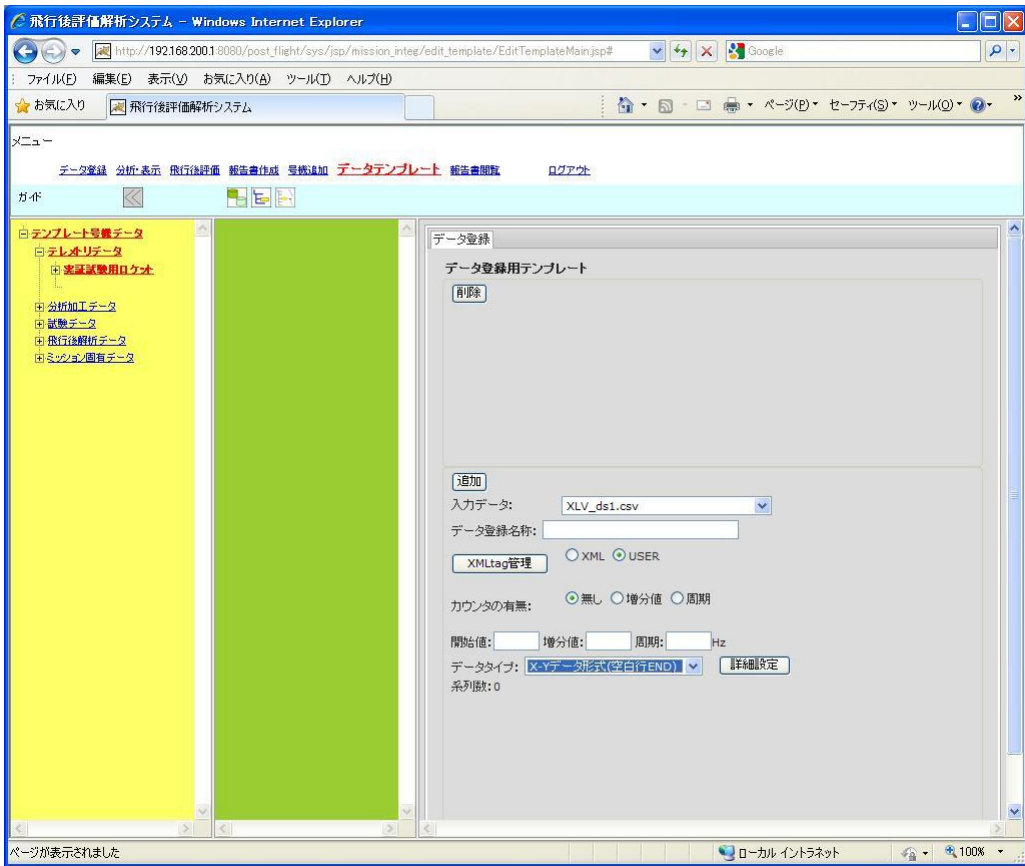 飛行後評価解析システム - Windows Internet Explorer
http://192.168.200.1:8080/post_flight/sys/jsp/mission_integ/edit_template/EditTemplateMain.jsp#
Google
ファイル(F) 編集(E) 表示(V) お気に入り(A) ツール(T) ヘルプ(H)
お気に入り 飛行後評価解析システム ページ(P) セーフティ(S) ツール(O) »
メニュー
データ登録 分析・表示 飛行後評価 報告書作成 号機追加 データテンプレート 報告書閲覧 ログアウト
ガイド
テンプレート号機データ
テレメトリデータ
実証試験用ロケット
分析加工データ
試験データ
飛行後解析データ
ミッション固有データ
データ登録
データ登録用テンプレート
削除
追加
入力データ: XLV_ds1.csv
データ登録名称:
XMLtag管理 XML USER
カウンタの有無: 無し 増分値 周期
開始値: 増分値: 周期: Hz
データタイプ: X-Yデータ形式(空白行END) 詳細設定
系列数: 0
ページが表示されました ローカル イントラネット 100%